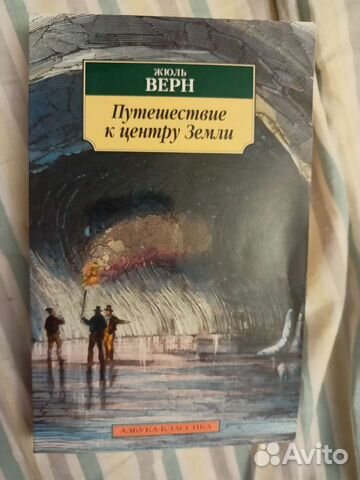 ЖЮЛЬ
ВЕРН
Путешествие
к центру Земли
АЗБУКА КЛАССИКА
Avito